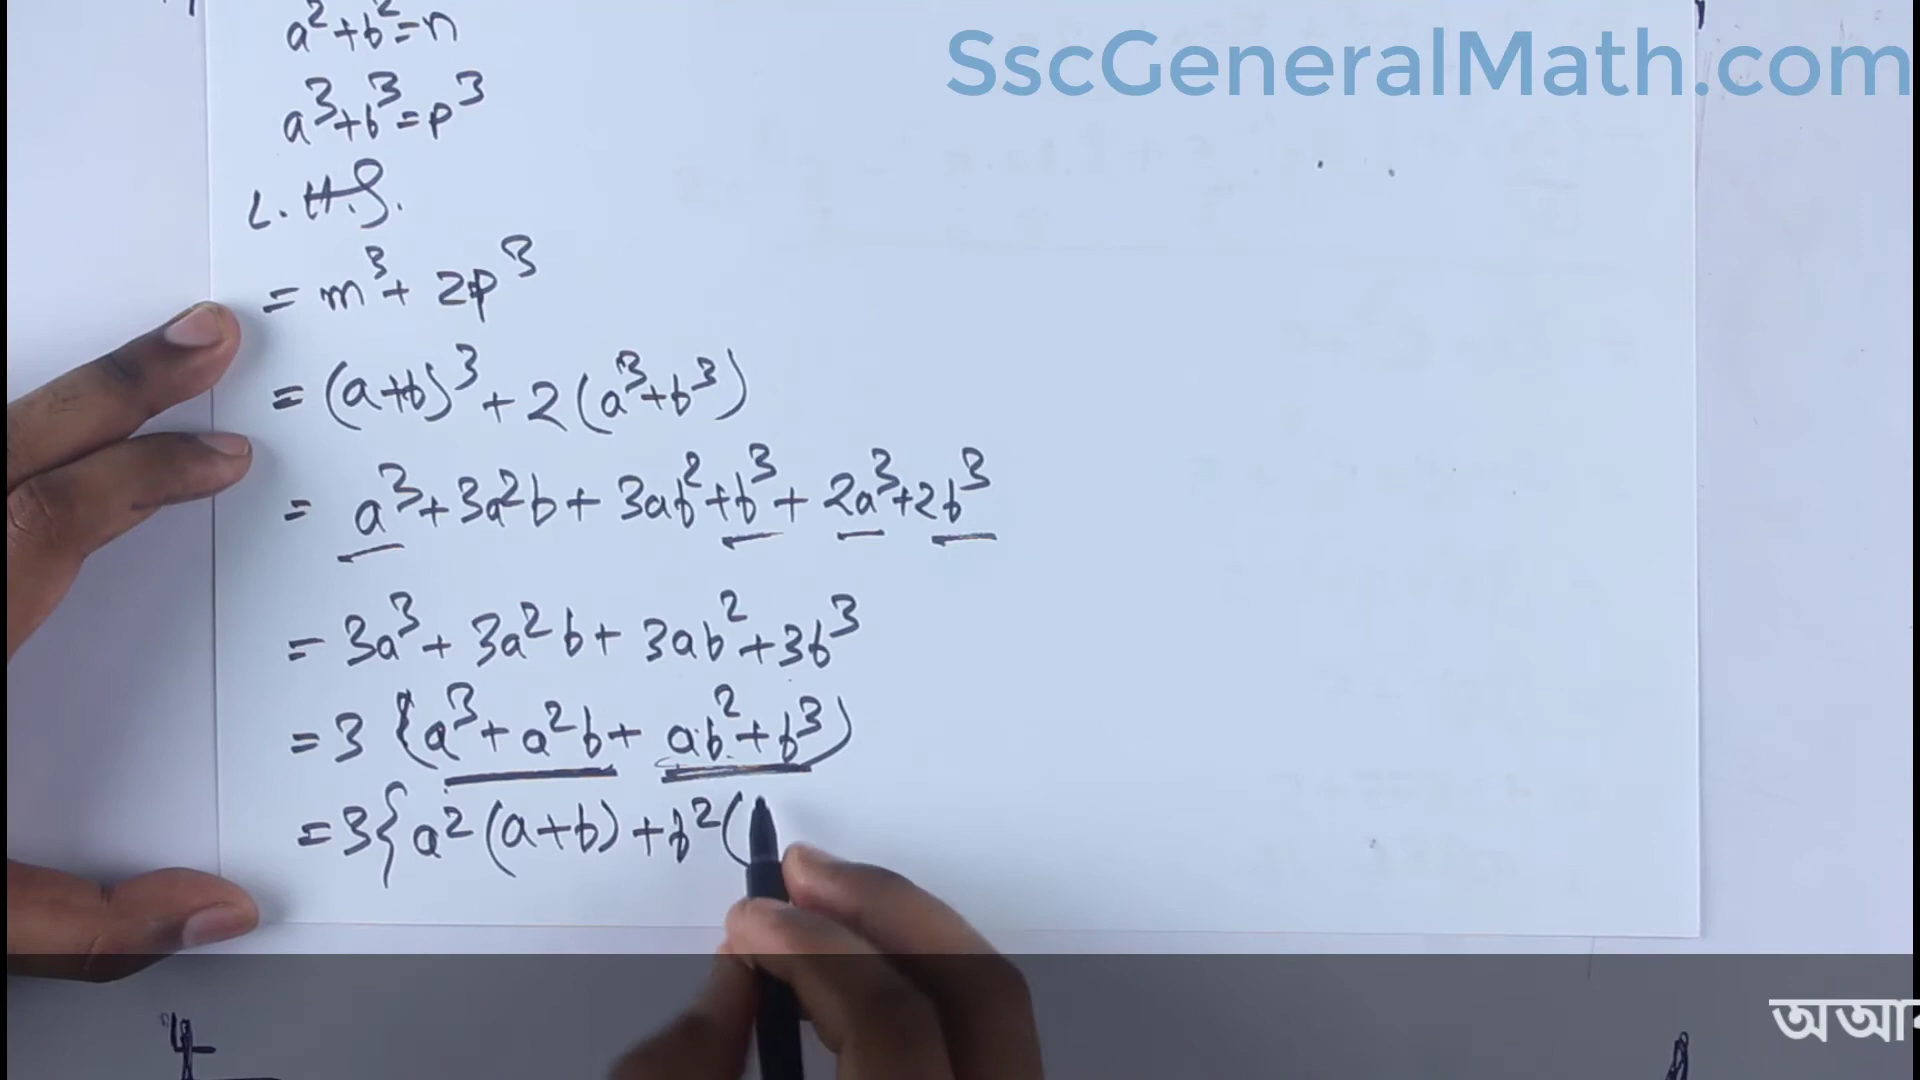 SscGeneralMath.com
a²+b²=n
a³+b³=p³
L.H.S.
= m³+ 2p³
= (a+b)³ + 2(a³+b³)
= a³+3a²b+ 3ab²+b³+ 2a³+2b³
= 3a³+ 3a²b+ 3ab²+3b³
=3 {a³+a²b+ ab²+b³)
=3{a²(a+b)+b²(